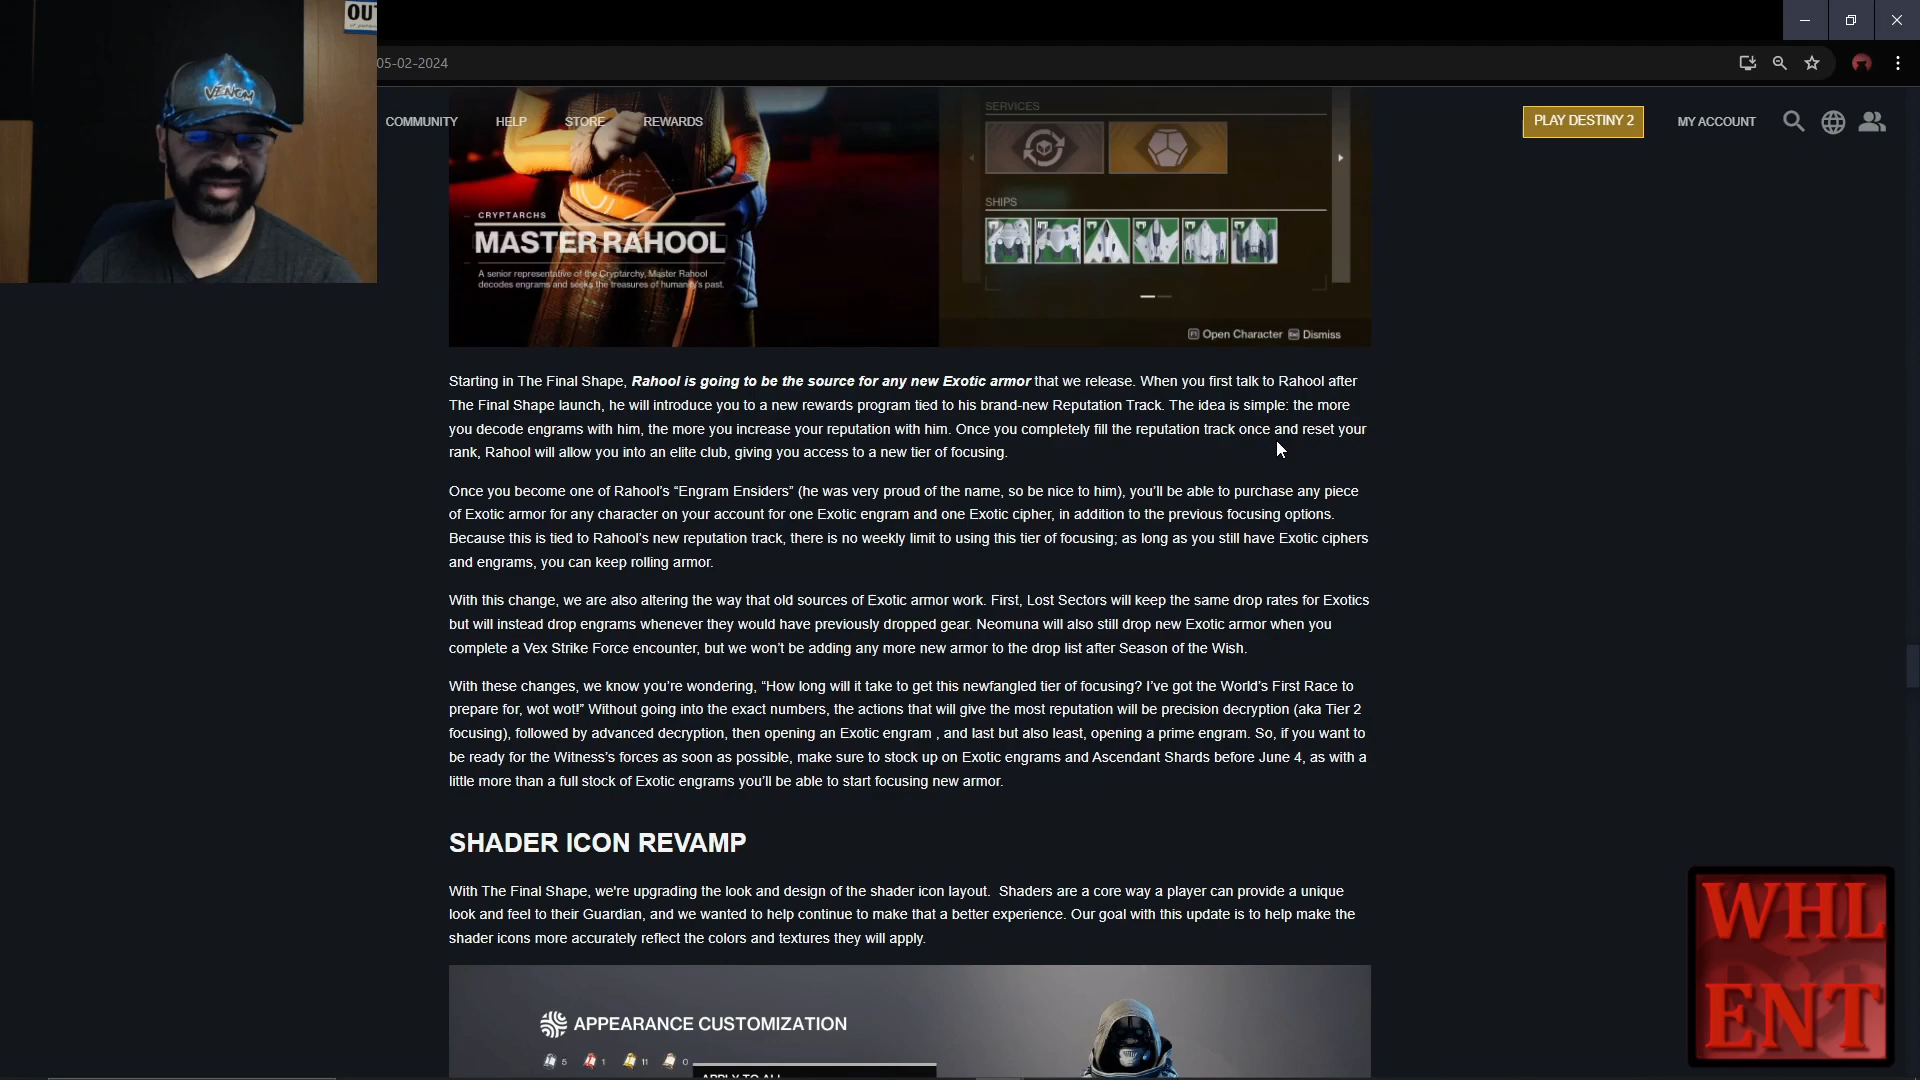 OUT
VENOM
05-02-2024
COMMUNITY HELP STORE REWARDS
PLAY DESTINY 2 MY ACCOUNT
SERVICES
SHIPS
CRYPTARCHS
MASTER RAHOOL
A senior representative of the Cryptarchy, Master Rahool
decodes engrams and seeks the treasures of humanity's past.
F1 Open Character Esc Dismiss
Starting in The Final Shape, Rahool is going to be the source for any new Exotic armor that we release. When you first talk to Rahool after
The Final Shape launch, he will introduce you to a new rewards program tied to his brand-new Reputation Track. The idea is simple: the more
you decode engrams with him, the more you increase your reputation with him. Once you completely fill the reputation track once and reset your
rank, Rahool will allow you into an elite club, giving you access to a new tier of focusing.
Once you become one of Rahool's “Engram Ensiders” (he was very proud of the name, so be nice to him), you'll be able to purchase any piece
of Exotic armor for any character on your account for one Exotic engram and one Exotic cipher, in addition to the previous focusing options.
Because this is tied to Rahool's new reputation track, there is no weekly limit to using this tier of focusing; as long as you still have Exotic ciphers
and engrams, you can keep rolling armor.
With this change, we are also altering the way that old sources of Exotic armor work. First, Lost Sectors will keep the same drop rates for Exotics
but will instead drop engrams whenever they would have previously dropped gear. Neomuna will also still drop new Exotic armor when you
complete a Vex Strike Force encounter, but we won't be adding any more new armor to the drop list after Season of the Wish.
With these changes, we know you're wondering, “How long will it take to get this newfangled tier of focusing? I've got the World's First Race to
prepare for, wot wot!” Without going into the exact numbers, the actions that will give the most reputation will be precision decryption (aka Tier 2
focusing), followed by advanced decryption, then opening an Exotic engram , and last but also least, opening a prime engram. So, if you want to
be ready for the Witness's forces as soon as possible, make sure to stock up on Exotic engrams and Ascendant Shards before June 4, as with a
little more than a full stock of Exotic engrams you'll be able to start focusing new armor.
SHADER ICON REVAMP
With The Final Shape, we're upgrading the look and design of the shader icon layout. Shaders are a core way a player can provide a unique
look and feel to their Guardian, and we wanted to help continue to make that a better experience. Our goal with this update is to help make the
shader icons more accurately reflect the colors and textures they will apply.
APPEARANCE CUSTOMIZATION
5 1 11 0
APPLY TO ALL
WHL
ENT